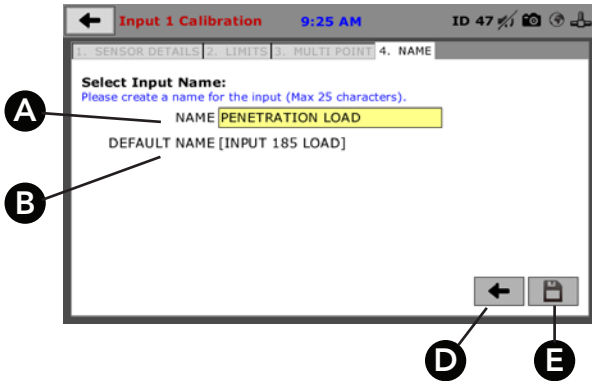 Input 1 Calibration 9:25 AM ID 47
1. SENSOR DETAILS 2. LIMITS 3. MULTI POINT 4. NAME
Select Input Name:
Please create a name for the input (Max 25 characters).
A
NAME PENETRATION LOAD
DEFAULT NAME [INPUT 185 LOAD]
B
D E